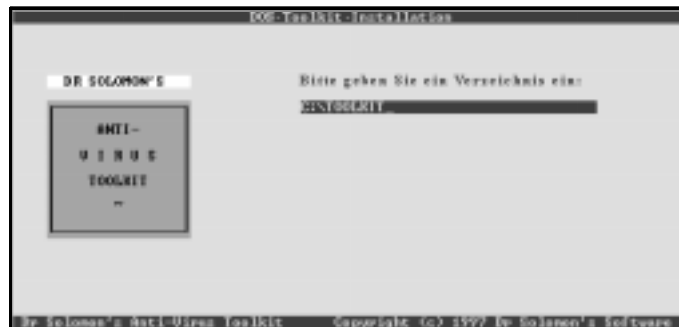 DOS-Toolkit-Installation
DR SOLOMON'S
ANTI-
VIRUS
TOOLKIT
™
Bitte geben Sie ein Verzeichnis ein:
C:\TOOLKIT_
Dr Solomon's Anti-Virus Toolkit Copyright (c) 1997 Dr Solomon's Software